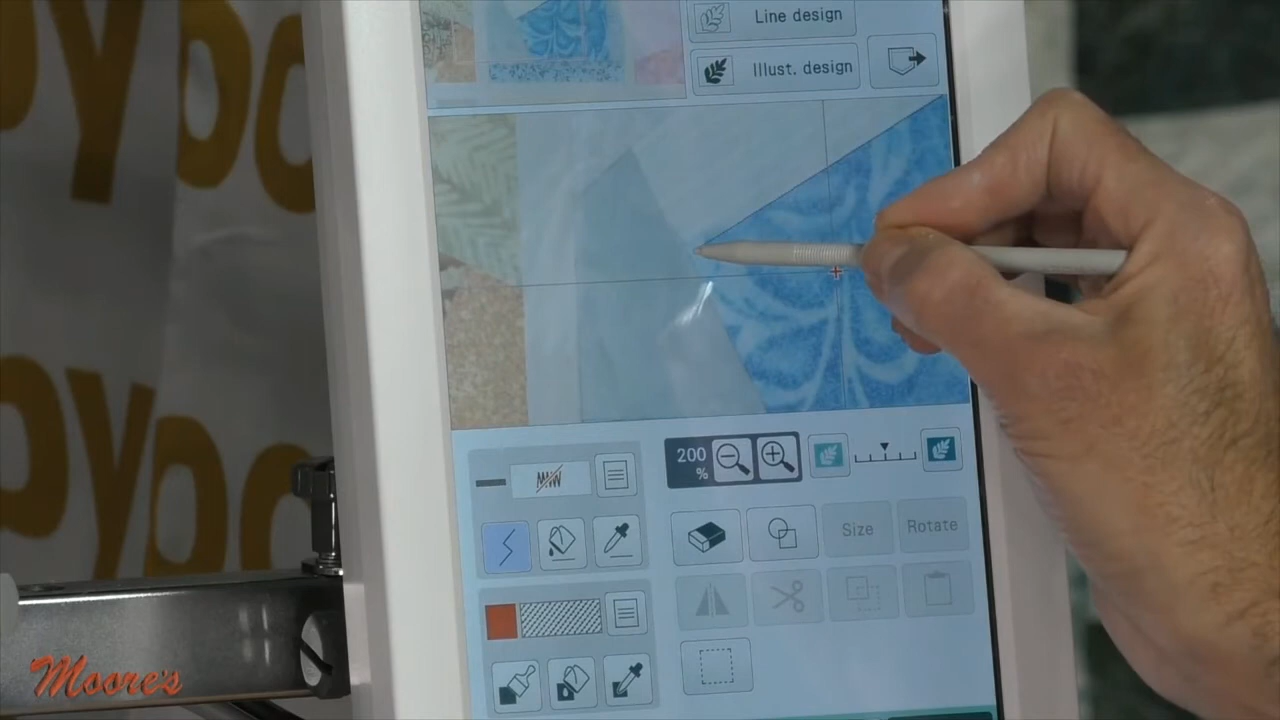 Line design
Illust. design
200
%
Size
Rotate
Moore's